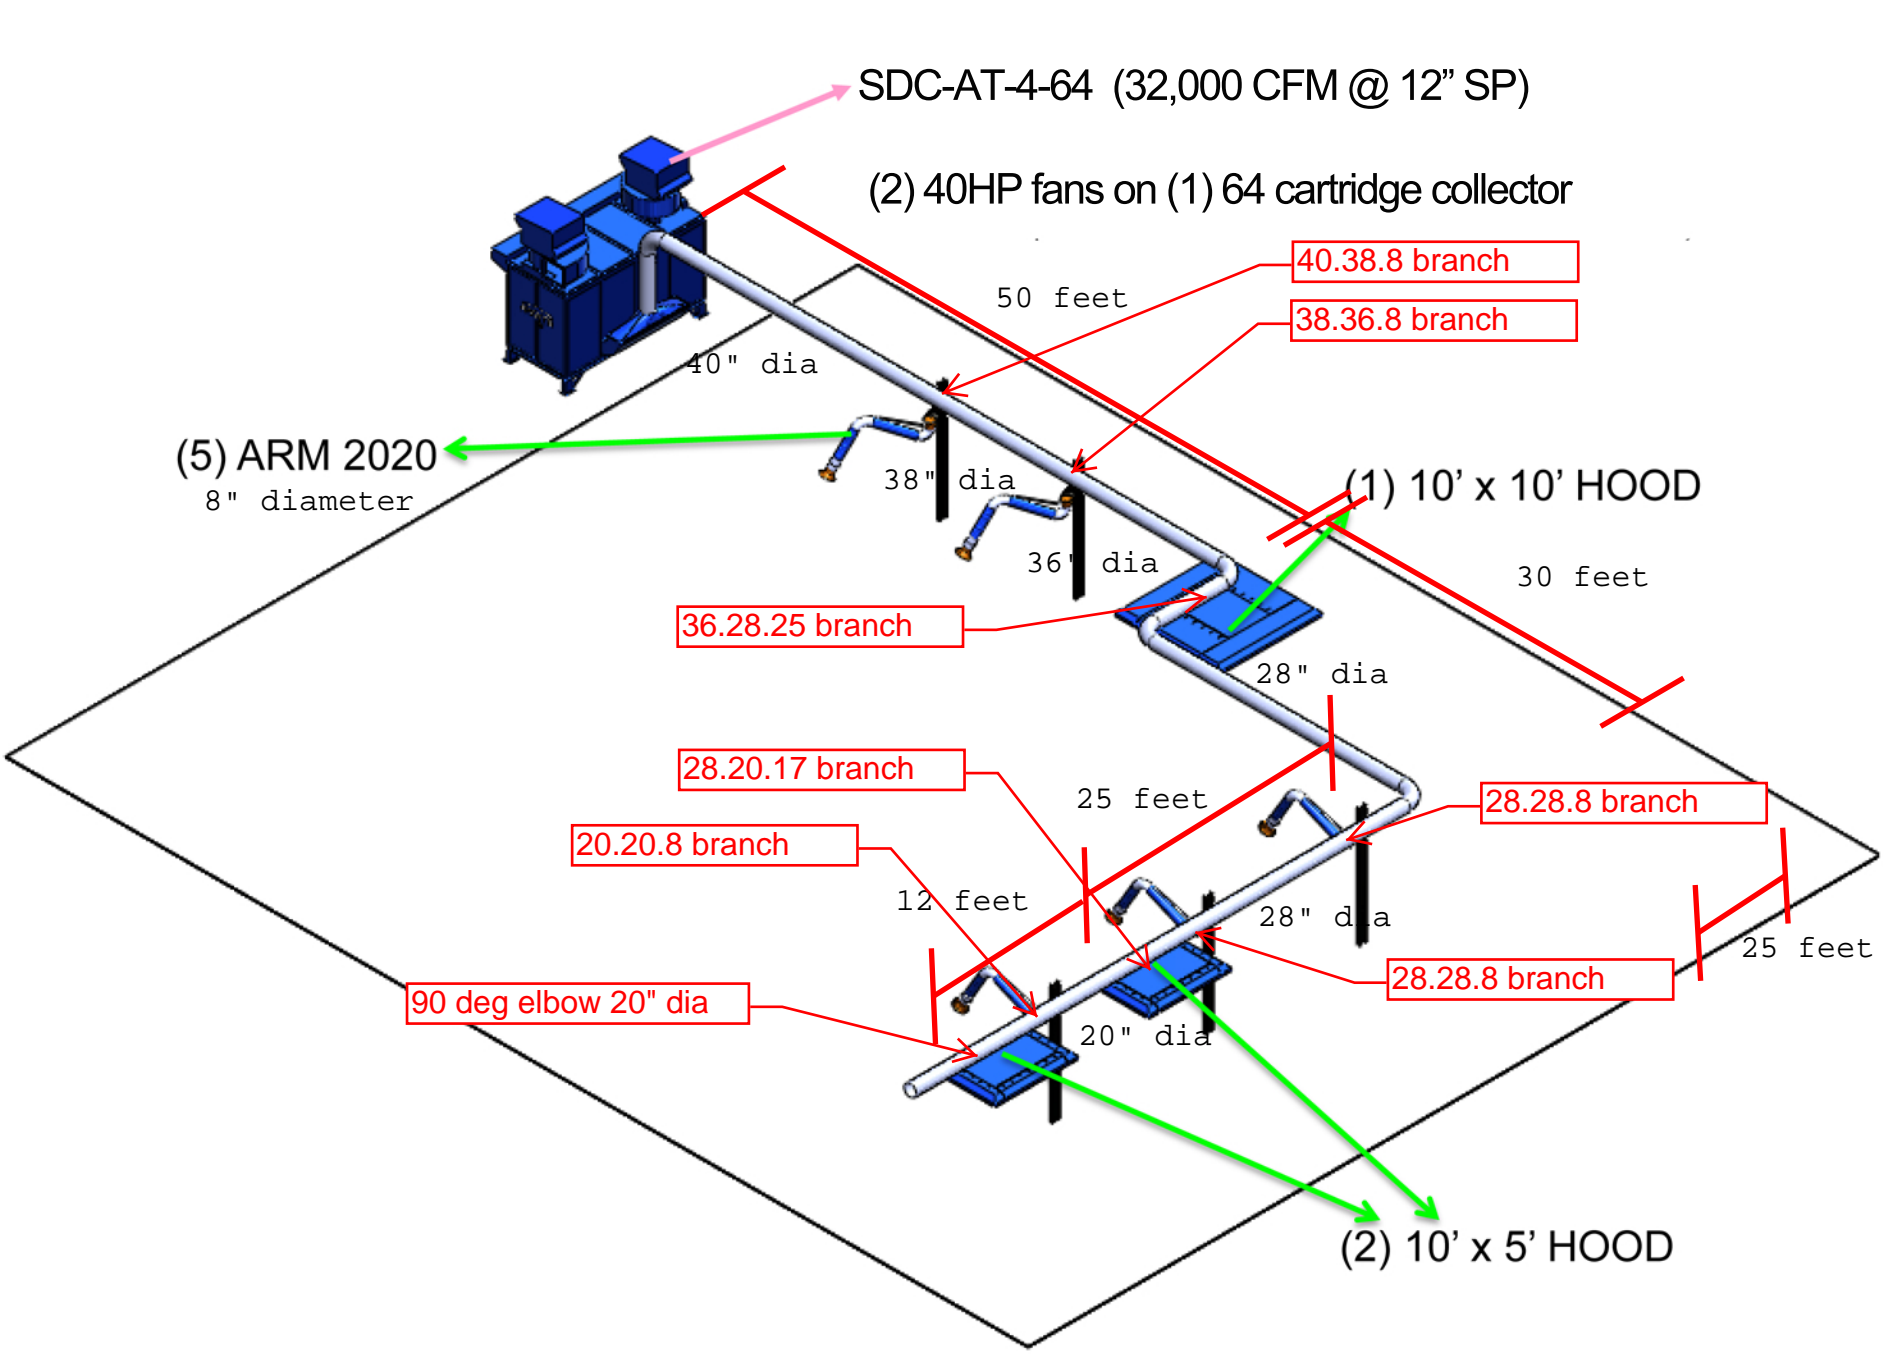 SDC-AT-4-64 (32,000 CFM @ 12” SP)
(2) 40HP fans on (1) 64 cartridge collector
40.38.8 branch
50 feet
38.36.8 branch
40" dia
(5) ARM 2020
8" diameter
38" dia
(1) 10’ x 10’ HOOD
36" dia
30 feet
36.28.25 branch
28" dia
28.20.17 branch
25 feet
28.28.8 branch
20.20.8 branch
12 feet
28" dia
25 feet
28.28.8 branch
90 deg elbow 20" dia
20" dia
(2) 10’ x 5’ HOOD